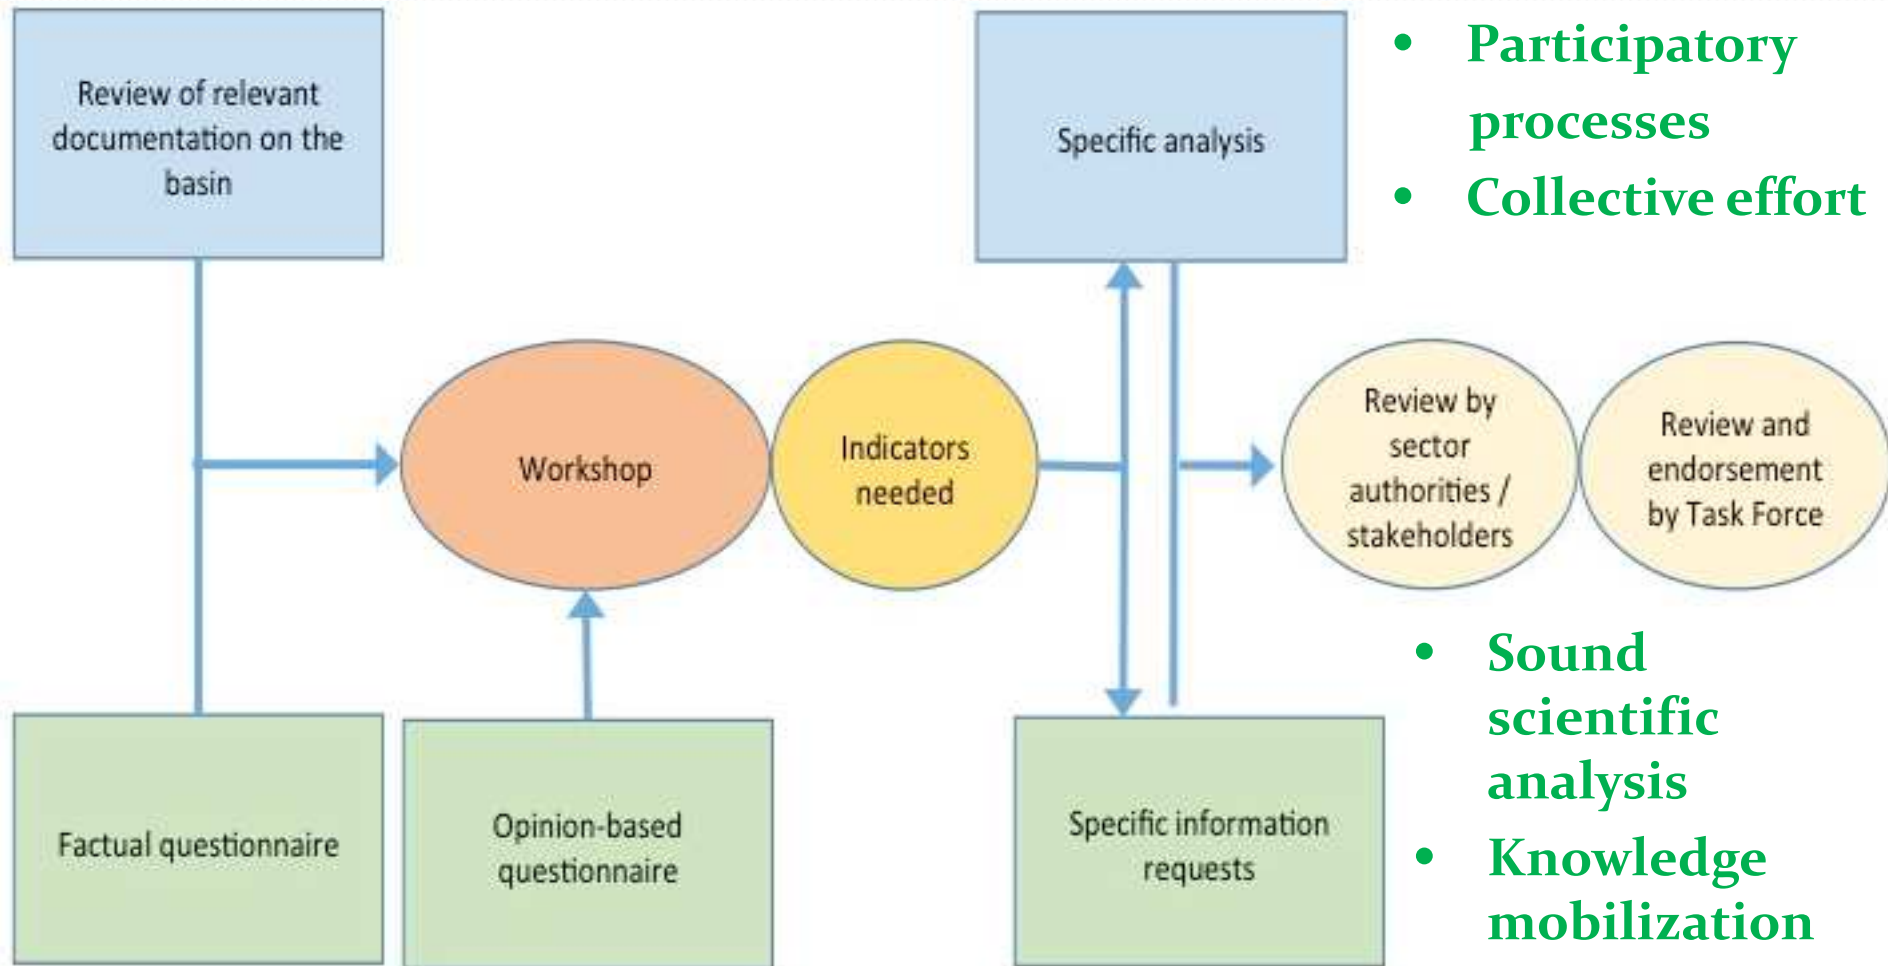 Review of relevant
documentation on the
basin
Specific analysis
• Participatory
processes
• Collective effort
Workshop
Indicators
needed
Review by
sector
authorities /
stakeholders
Review and
endorsement
by Task Force
Factual questionnaire
Opinion-based
questionnaire
Specific information
requests
• Sound
scientific
analysis
• Knowledge
mobilization